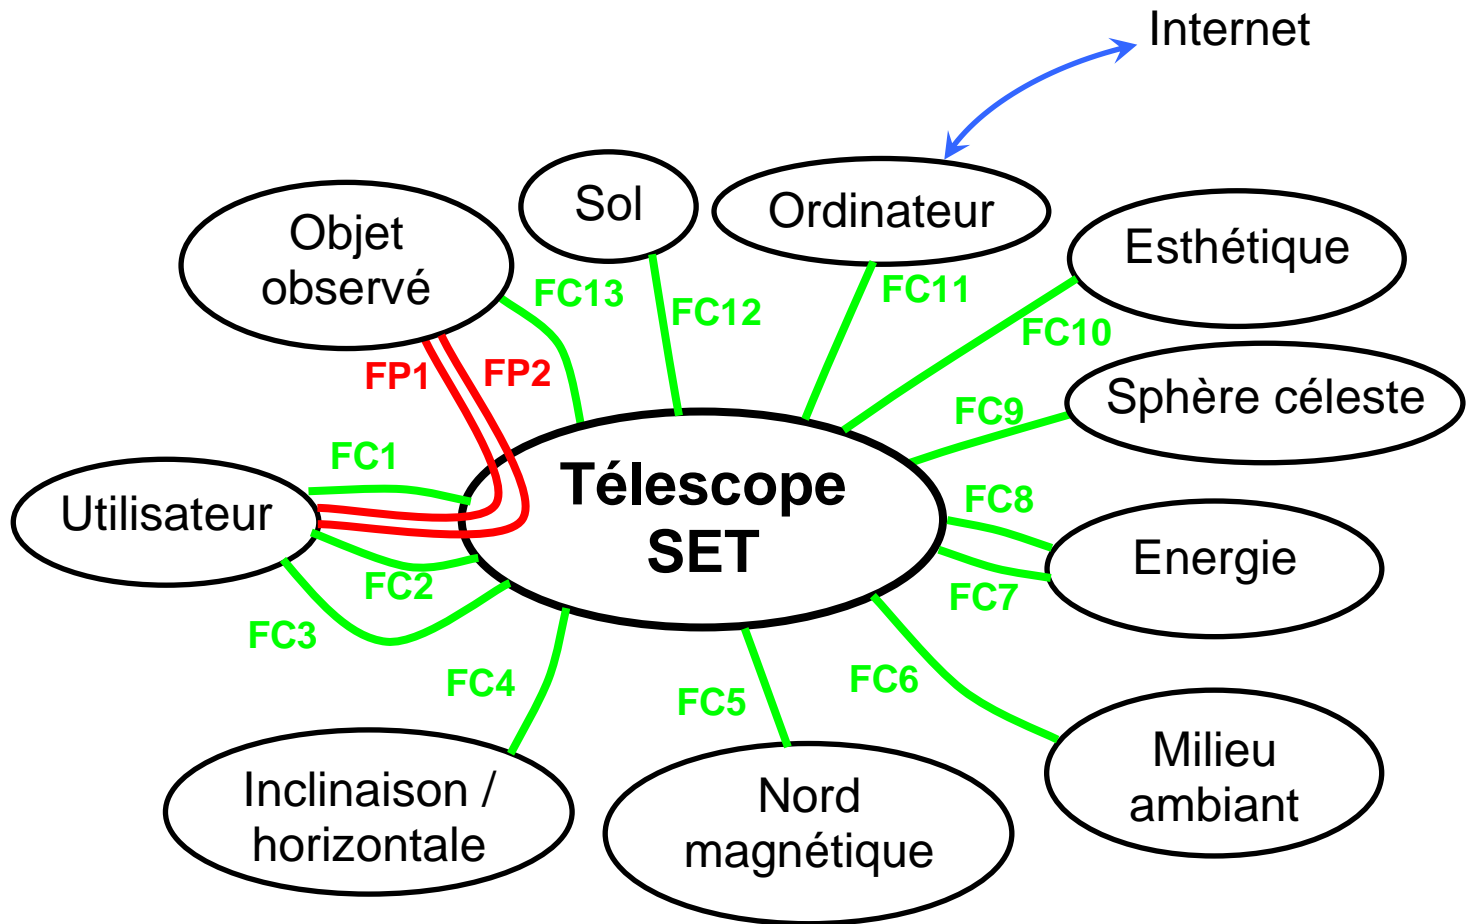 Internet
Sol
Ordinateur
Objet
observé
Esthétique
FC13
FC12
FC11
FC10
FP1
FP2
Sphère céleste
FC9
FC1
Télescope
SET
Utilisateur
FC8
Energie
FC2
FC7
FC3
FC4
FC5
FC6
Inclinaison /
horizontale
Nord
magnétique
Milieu
ambiant